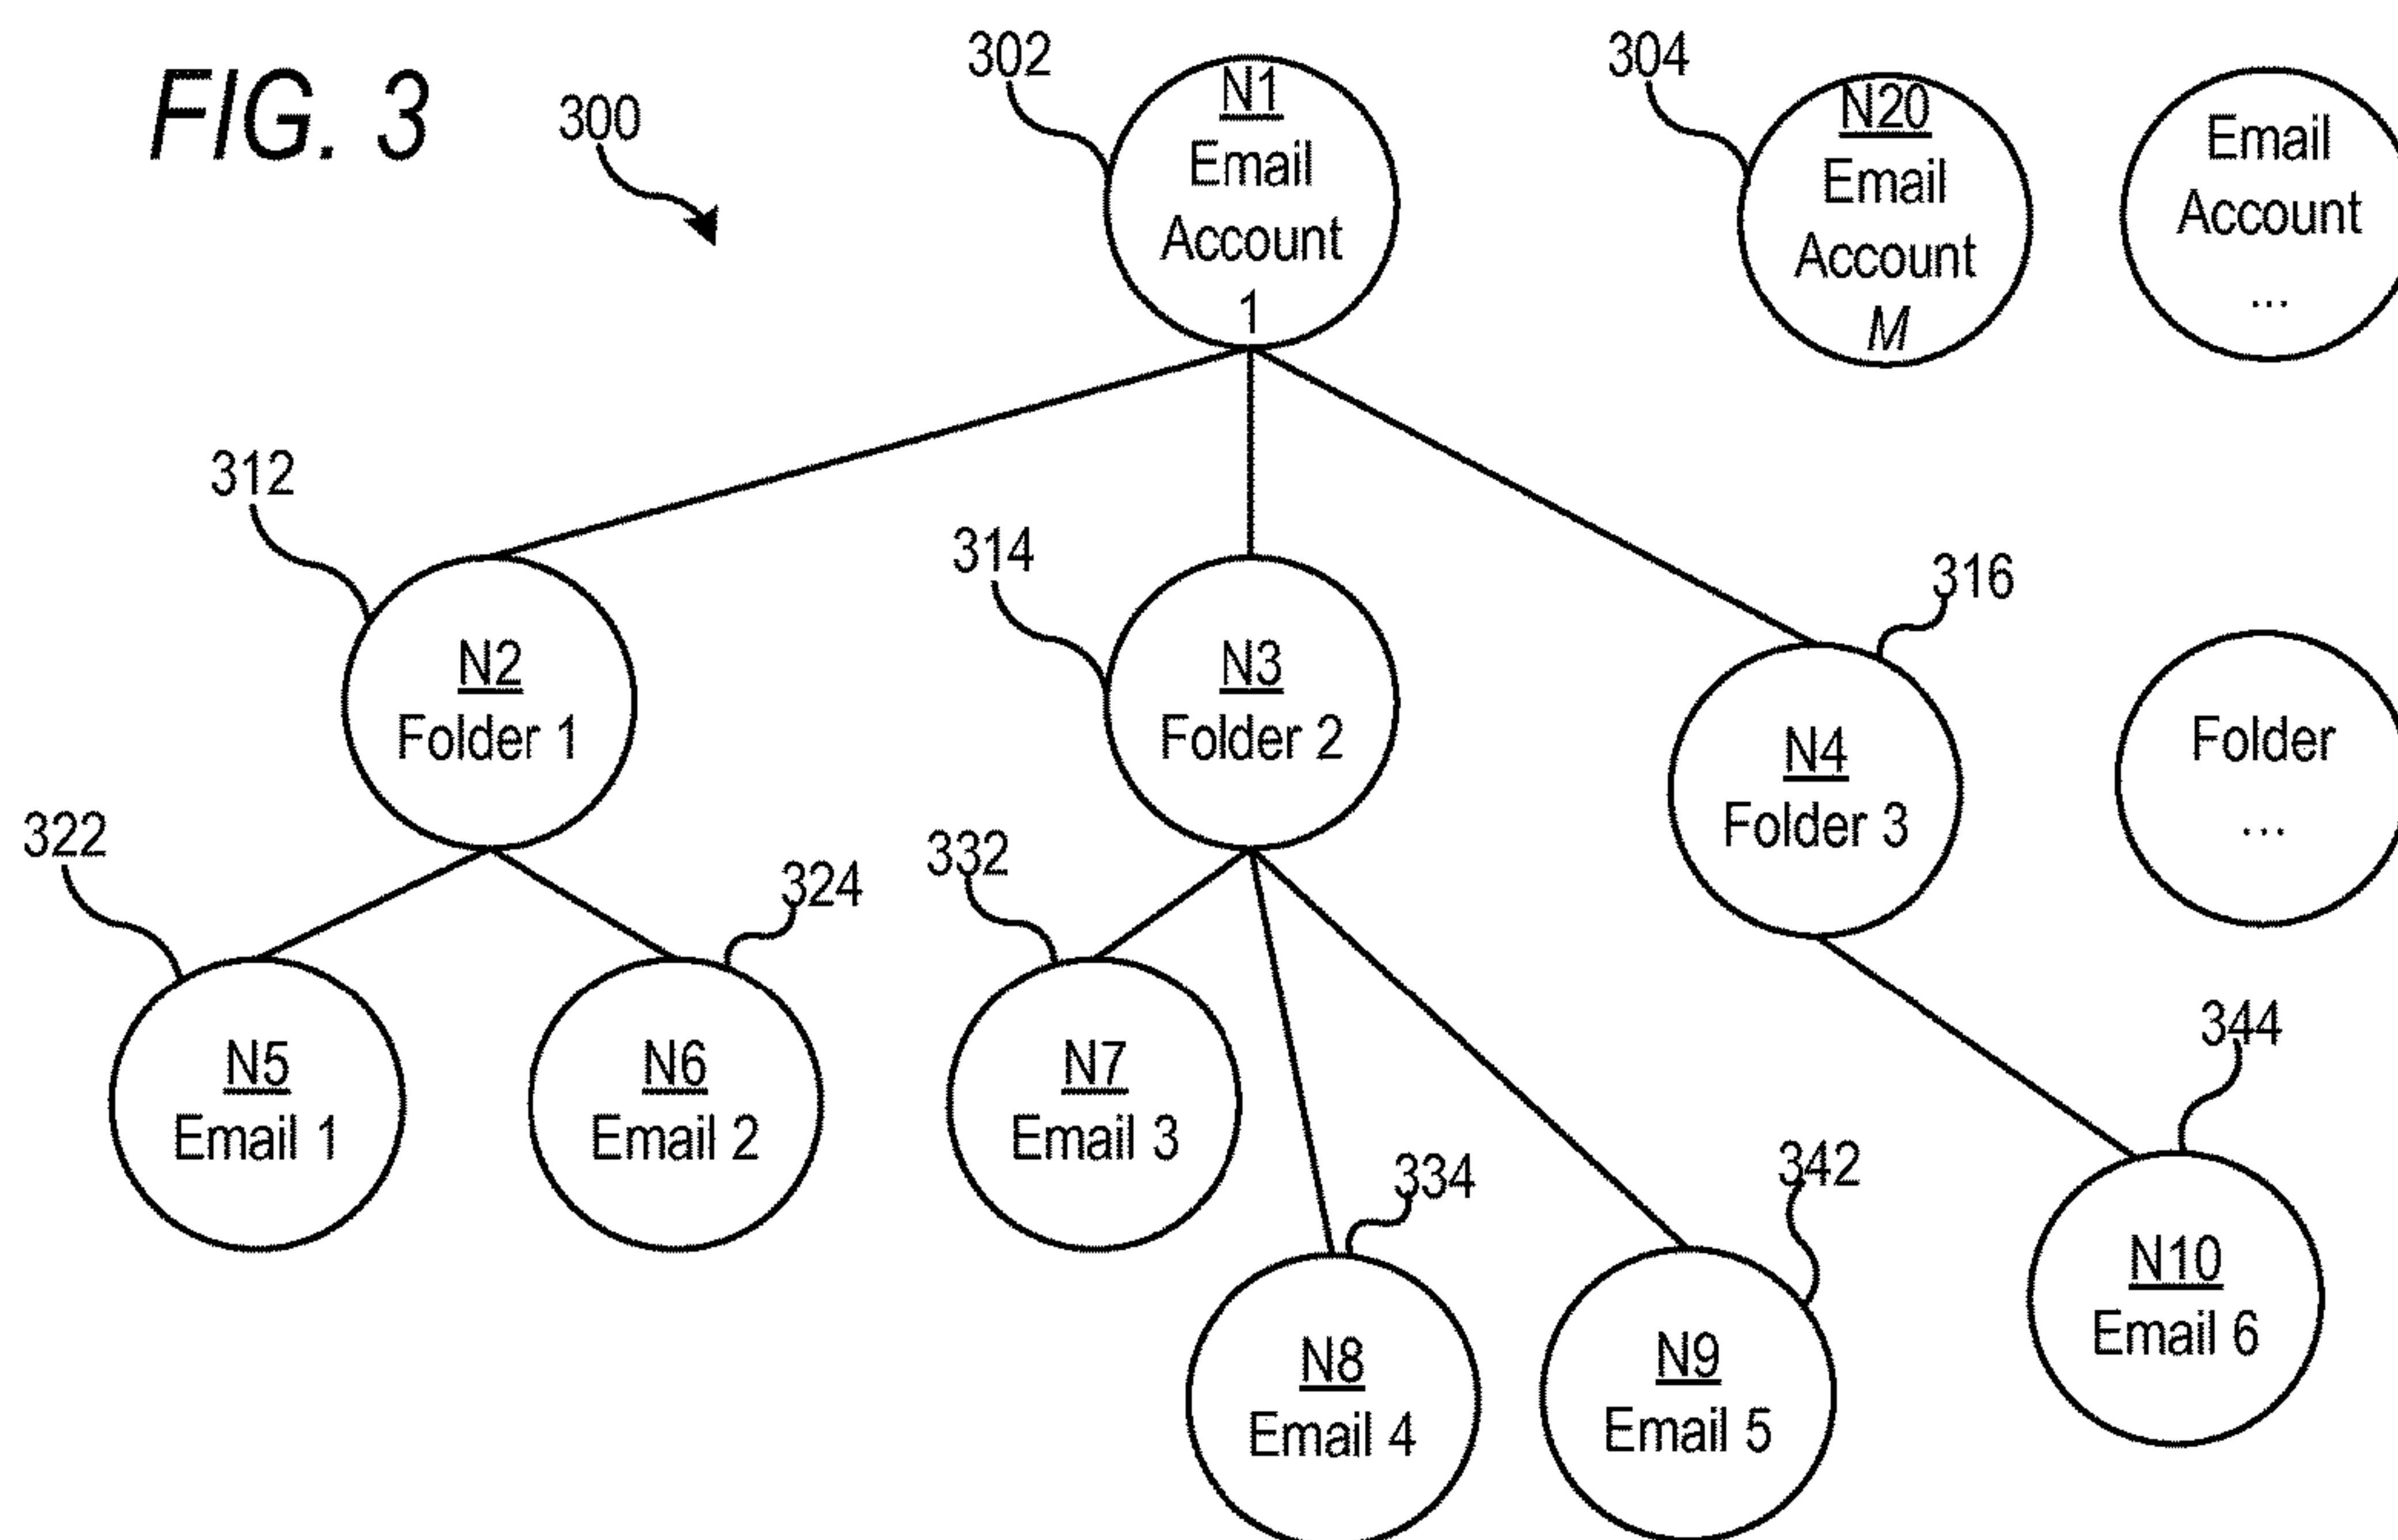 FIG. 3
300
302
N1
Email
Account
1
304
N20
Email
Account
M
Email
Account
...
312
N2
Folder 1
314
N3
Folder 2
316
N4
Folder 3
Folder
...
322
N5
Email 1
324
N6
Email 2
332
N7
Email 3
334
N8
Email 4
342
N9
Email 5
344
N10
Email 6